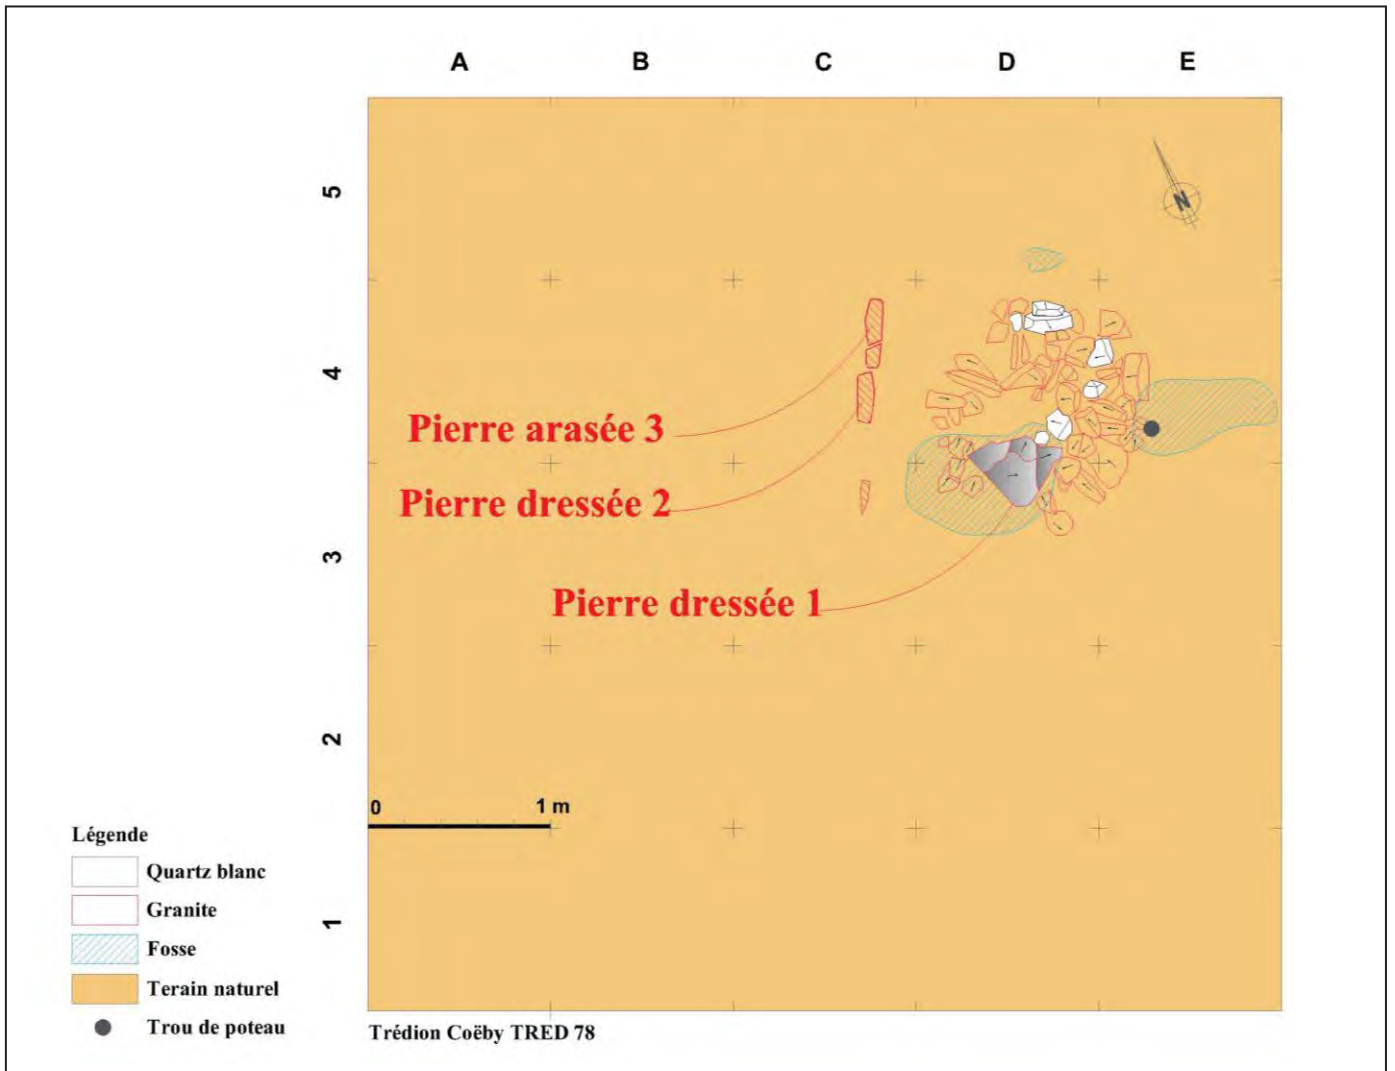 A B C D E
5
N
4
Pierre arasée 3
Pierre dressée 2
3
Pierre dressée 1
2
0 1 m
Légende
Quartz blanc
Granite
1
Fosse
Terain naturel
Trou de poteau
Trédion Coëby TRED 78